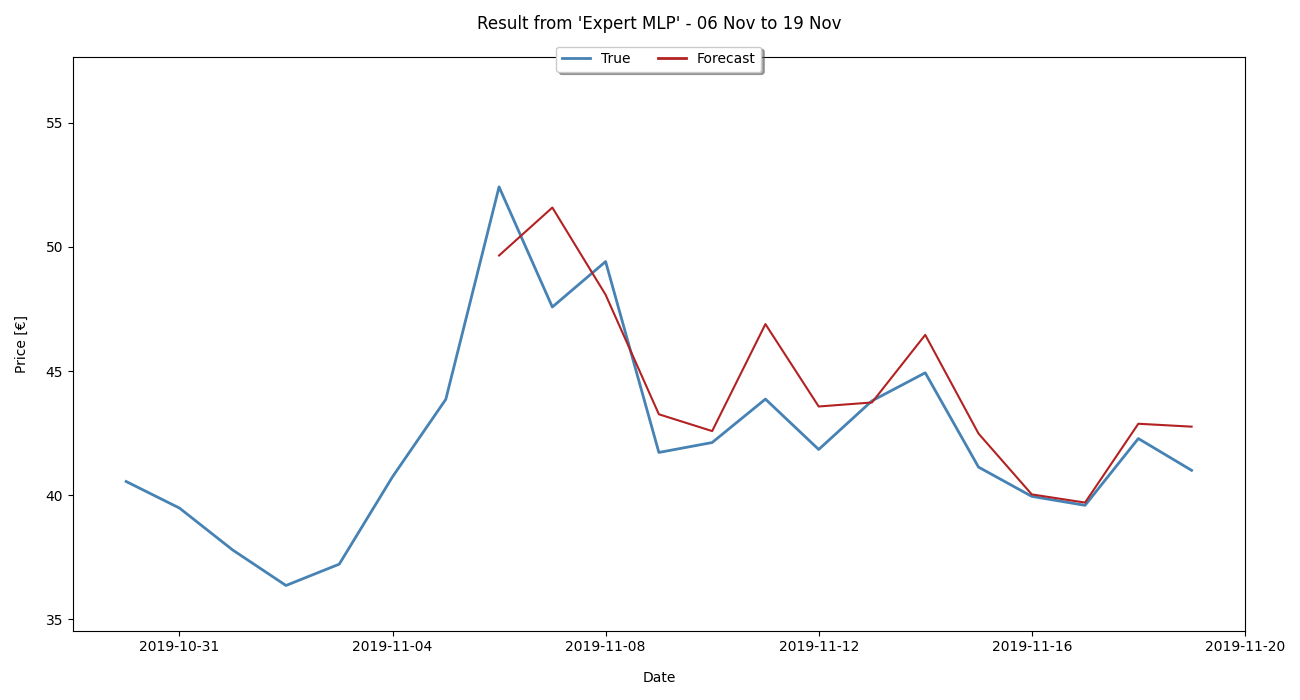 Result from 'Expert MLP' - 06 Nov to 19 Nov
True Forecast
55
50
45
40
35
Price [€]
2019-10-31 2019-11-04 2019-11-08 2019-11-12 2019-11-16 2019-11-20
Date